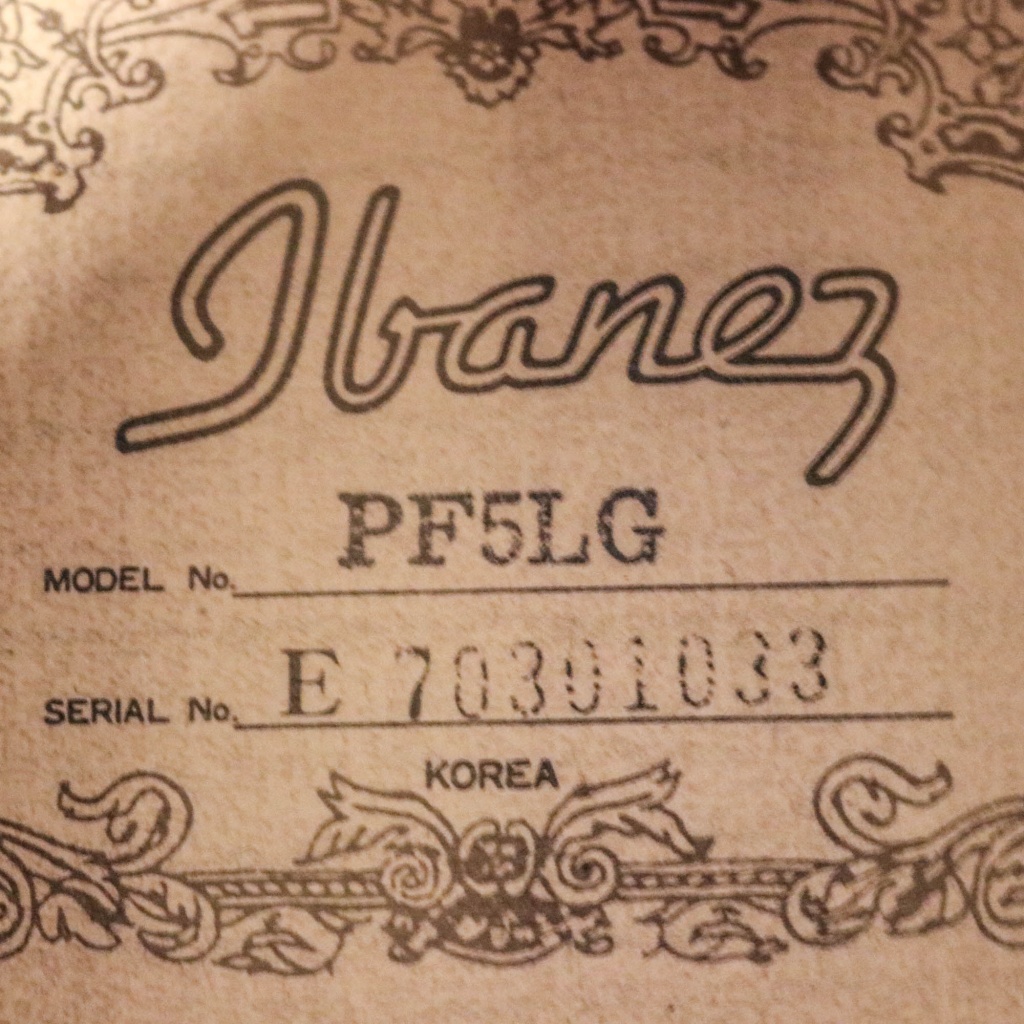 Ibanez
MODEL No. PF5LG
SERIAL No. E 70301033
KOREA